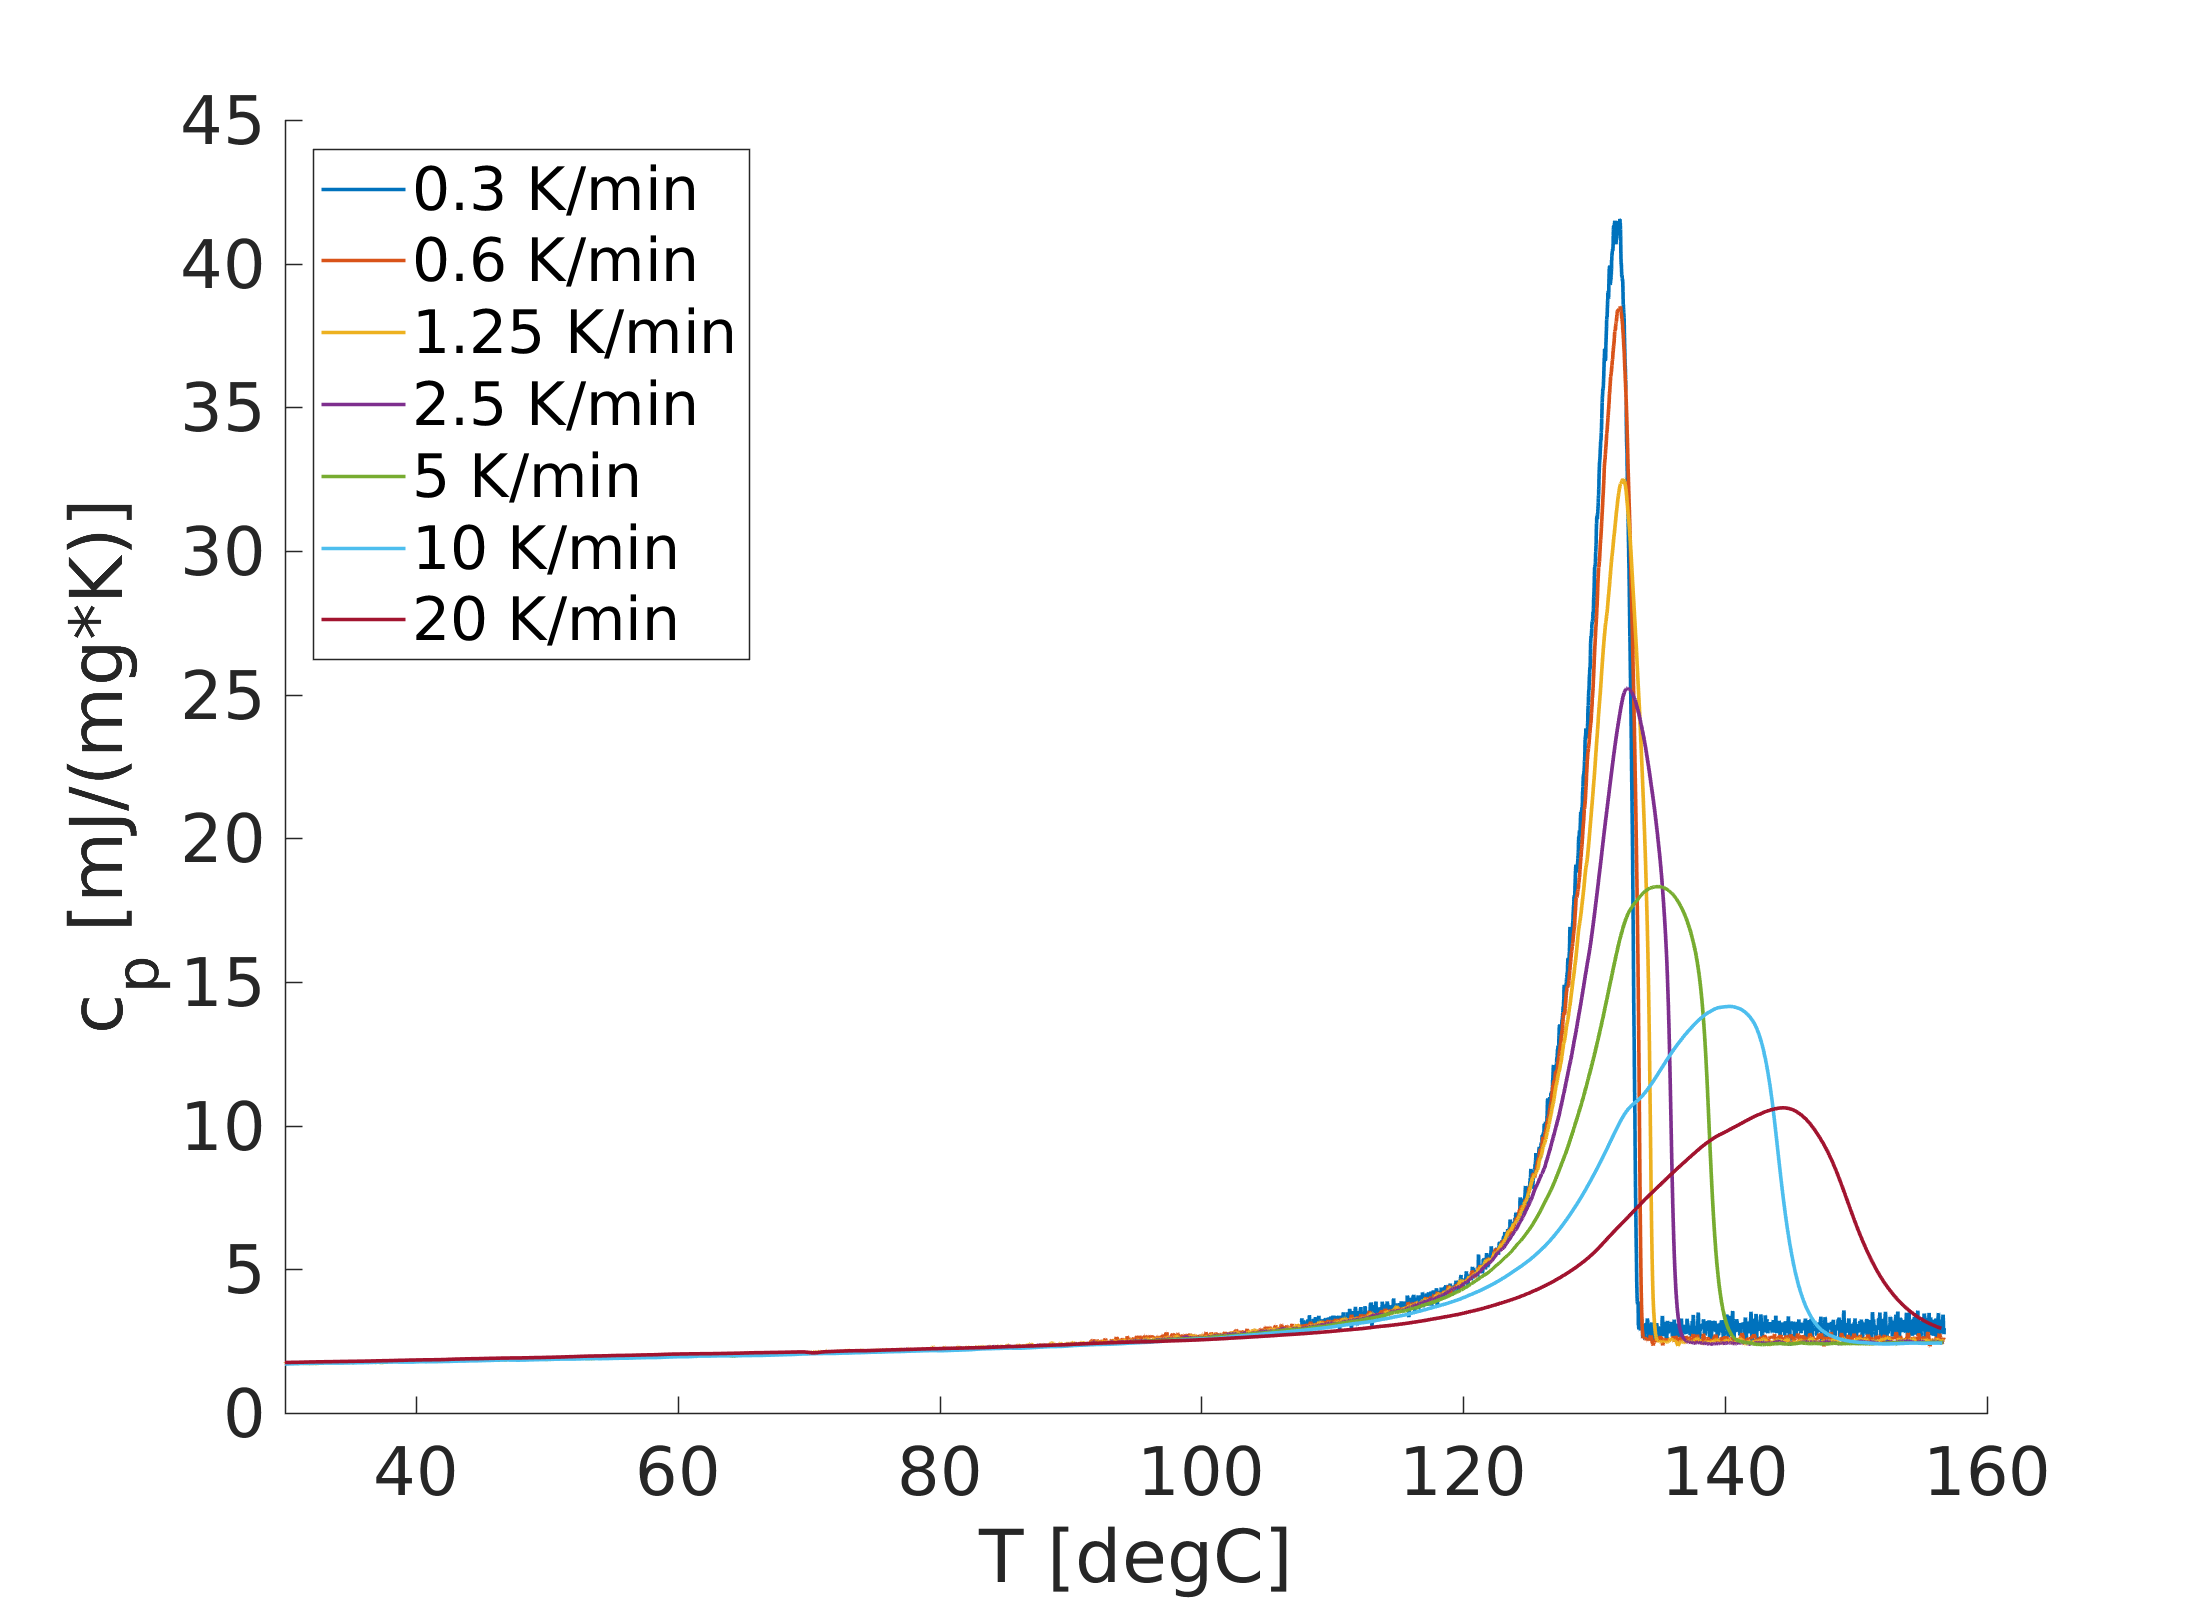 45
40
35
30
25
20
15
10
5
0
0.3 K/min
0.6 K/min
1.25 K/min
2.5 K/min
5 K/min
10 K/min
20 K/min
c_p [mJ/(mg*K)]
40 60 80 100 120 140 160
T [degC]